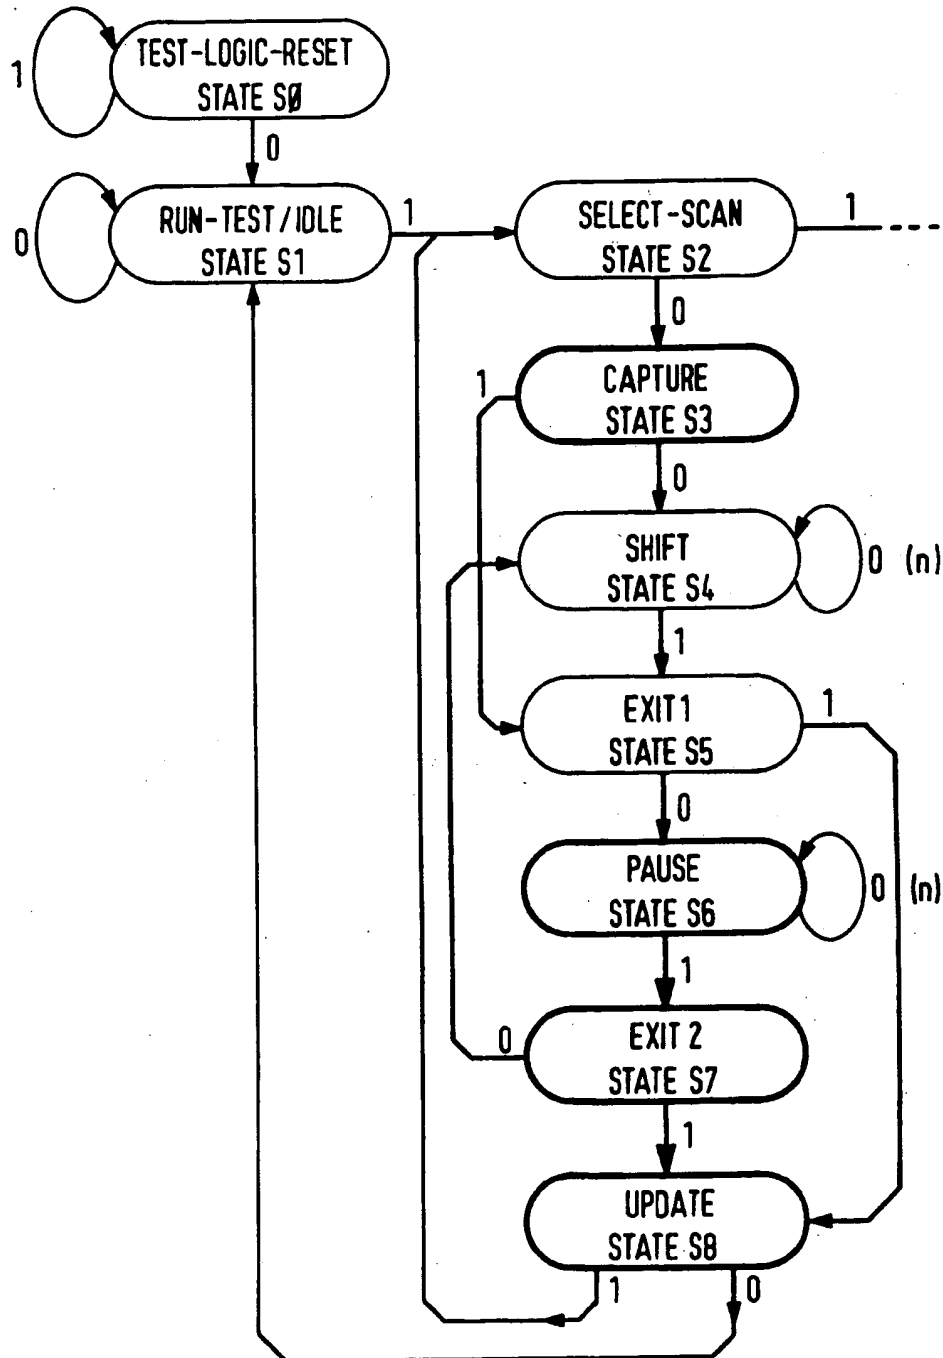 TEST-LOGIC-RESET
STATE SØ
1
0
RUN-TEST/IDLE
STATE S1
0
1
SELECT-SCAN
STATE S2
1
0
CAPTURE
STATE S3
1
0
SHIFT
STATE S4
0 (n)
1
EXIT 1
STATE S5
1
0
PAUSE
STATE S6
0 (n)
1
EXIT 2
STATE S7
0
1
UPDATE
STATE S8
1
0